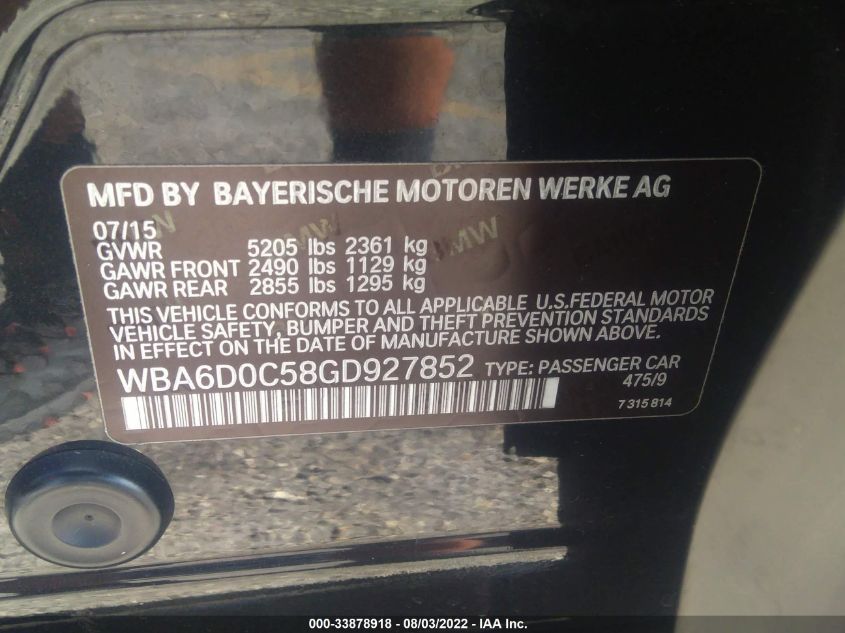 MFD BY BAYERISCHE MOTOREN WERKE AG
07/15
GVWR 5205 lbs 2361 kg
GAWR FRONT 2490 lbs 1129 kg
GAWR REAR 2855 lbs 1295 kg
THIS VEHICLE CONFORMS TO ALL APPLICABLE U.S.FEDERAL MOTOR
VEHICLE SAFETY, BUMPER AND THEFT PREVENTION STANDARDS
IN EFFECT ON THE DATE OF MANUFACTURE SHOWN ABOVE.
WBA6D0C58GD927852 TYPE: PASSENGER CAR
475/9
7 315 814
000-33878918 - 08/03/2022 - IAA Inc.